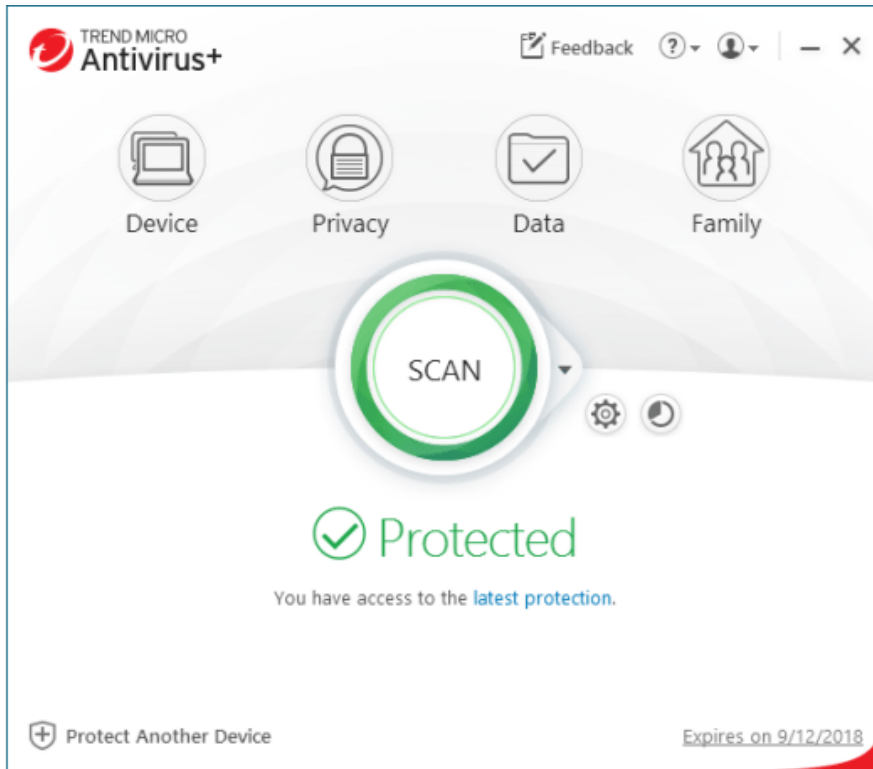 TREND MICRO
Antivirus+
Feedback ?
Device Privacy Data Family
SCAN
Protected
You have access to the latest protection.
Protect Another Device Expires on 9/12/2018